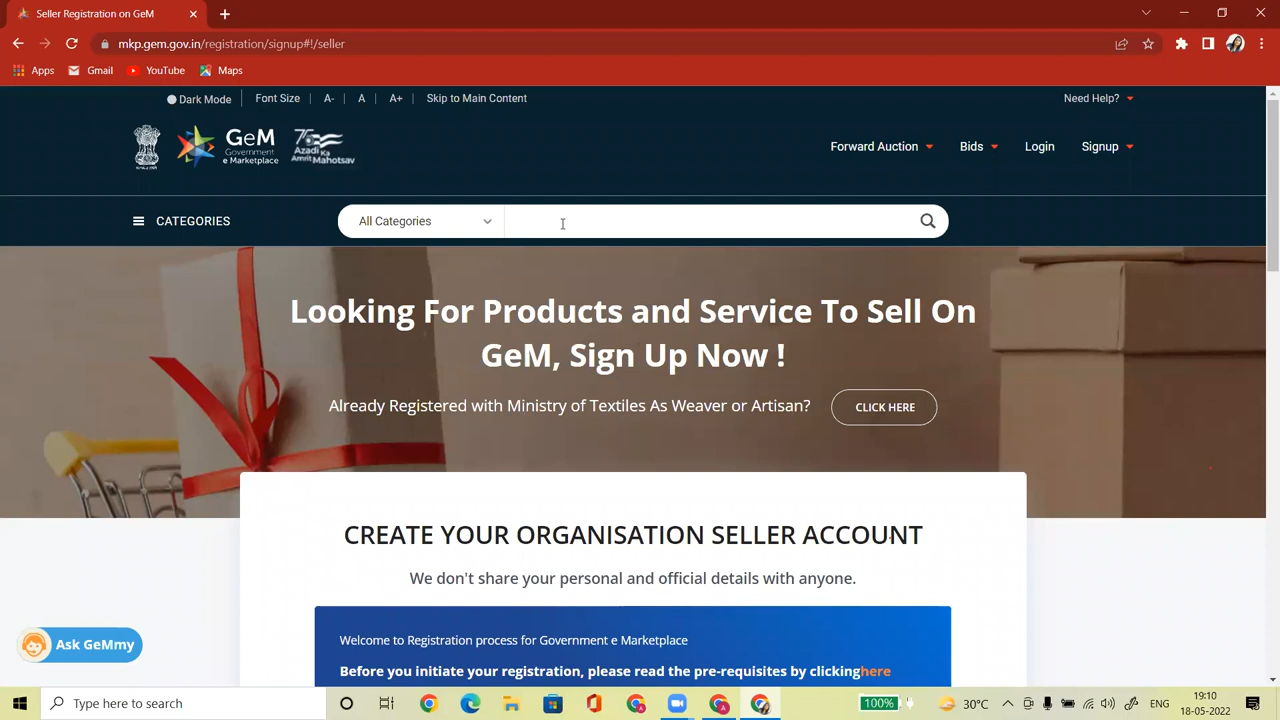 Seller Registration on GeM
mkp.gem.gov.in/registration/signup#!/seller
Apps Gmail YouTube Maps
Dark Mode Font Size A- A A+ Skip to Main Content Need Help?
GeM
Government
e Marketplace
75
Azadi Ka
Amrit Mahotsav
Forward Auction Bids Login Signup
CATEGORIES All Categories
Looking For Products and Service To Sell On
GeM, Sign Up Now !
Already Registered with Ministry of Textiles As Weaver or Artisan? CLICK HERE
CREATE YOUR ORGANISATION SELLER ACCOUNT
We don't share your personal and official details with anyone.
Welcome to Registration process for Government e Marketplace
Before you initiate your registration, please read the pre-requisites by clickinghere
Ask GeMmy
Type here to search 100% 30°C ENG 19:10
18-05-2022